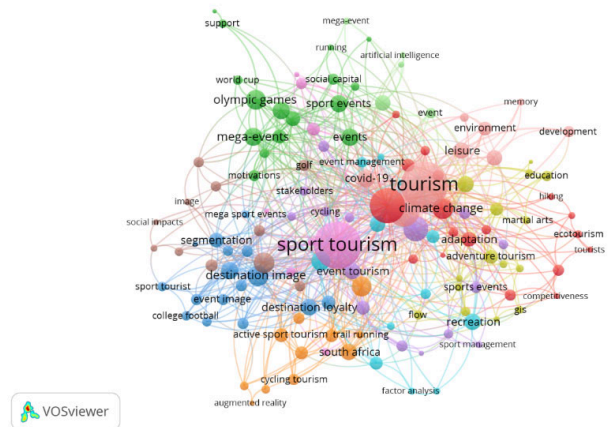 support
mega-event
running
artificial intelligence
world cup
social capital
olympic games
sport events
memory
event
mega-events
events
environment
development
golf
event management
leisure
motivations
covid-19
tourism
education
image
stakeholders
hiking
mega sport events
cycling
climate change
martial arts
social impacts
ecotourism
segmentation
sport tourism
adaptation
tourists
adventure tourism
destination image
event tourism
sport tourist
sports events
event image
competitiveness
destination loyalty
gis
college football
flow
recreation
active sport tourism
trail running
sport management
south africa
cycling tourism
factor analysis
augmented reality
VOSviewer